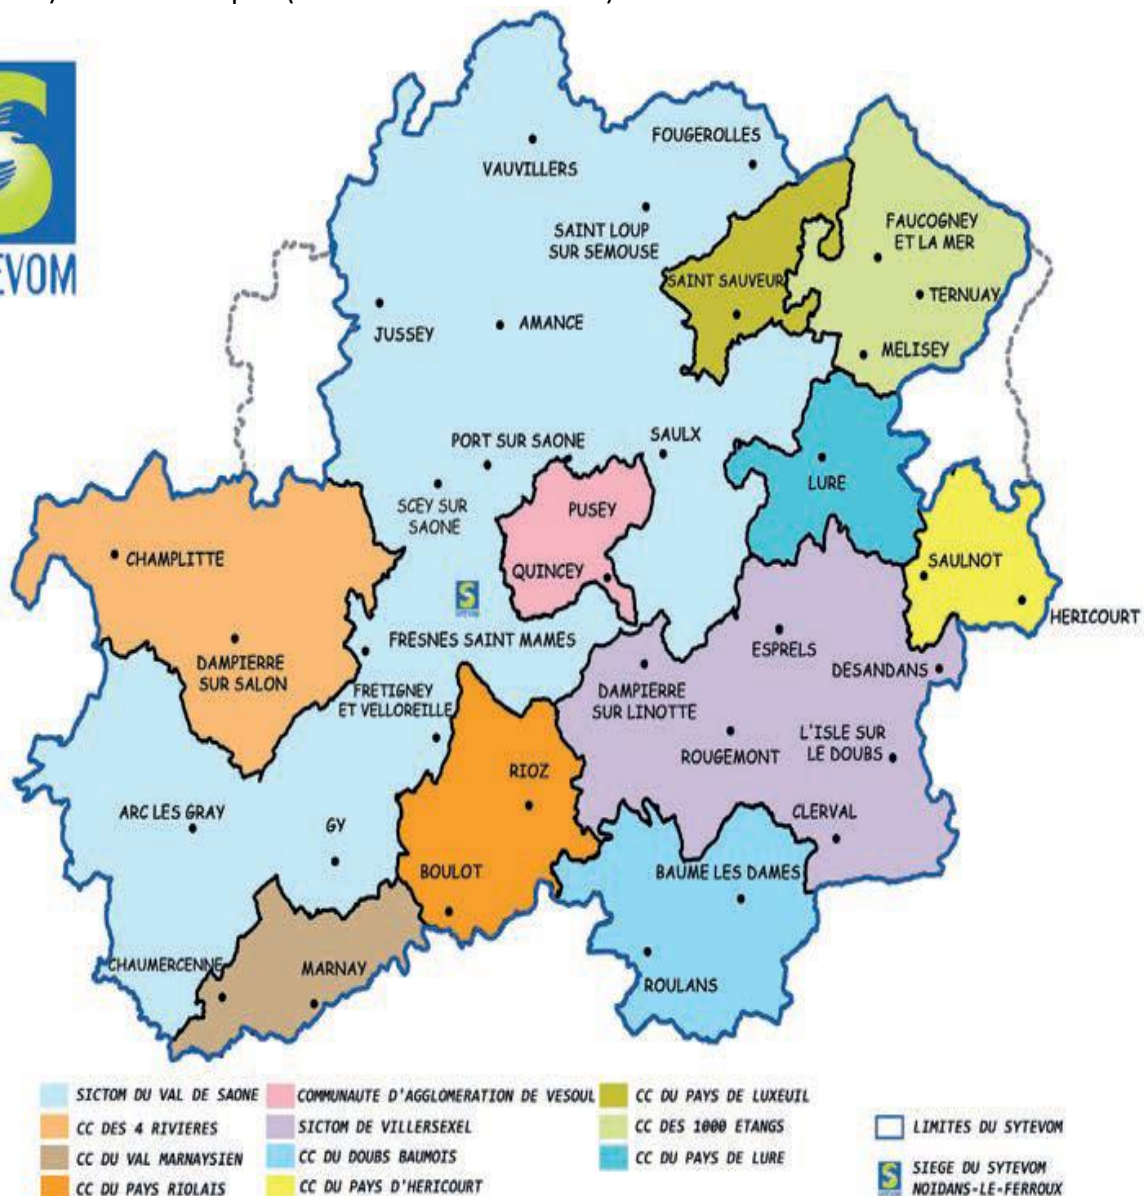 EVOM
VAUVILLERS
FOUGEROLLES
SAINT LOUP
SUR SEMOUSE
FAUCOGNEY
ET LA MER
SAINT SAUVEUR
TERNUAY
JUSSEY
AMANCE
MELISEY
PORT SUR SAONE
SAULX
SCEY SUR
SAONE
PUSEY
LURE
CHAMPLITTE
QUINCEY
SAULNOT
HERICOURT
FRESNES SAINT MAMES
ESPRELS
DAMPIERRE
SUR SALON
DESANDANS
FRETIGNEY
ET VELLOREILLE
DAMPIERRE
SUR LINOTTE
L'ISLE SUR
LE DOUBS
ROUGEMONT
RIOZ
ARC LES GRAY
GY
CLERVAL
BOULOT
BAUME LES DAMES
CHAUMERCENNE
MARNAY
ROULANS
SICTOM DU VAL DE SAONE
COMMUNAUTE D'AGGLOMERATION DE VESOUL
CC DU PAYS DE LUXEUIL
CC DES 4 RIVIERES
SICTOM DE VILLERSEXEL
CC DES 1000 ETANGS
LIMITES DU SYTEVOM
CC DU VAL MARNAYSIEN
CC DU DOUBS BAUMOIS
CC DU PAYS DE LURE
SIEGE DU SYTEVOM
NOIDANS-LE-FERROUX
CC DU PAYS RIOLAIS
CC DU PAYS D'HERICOURT